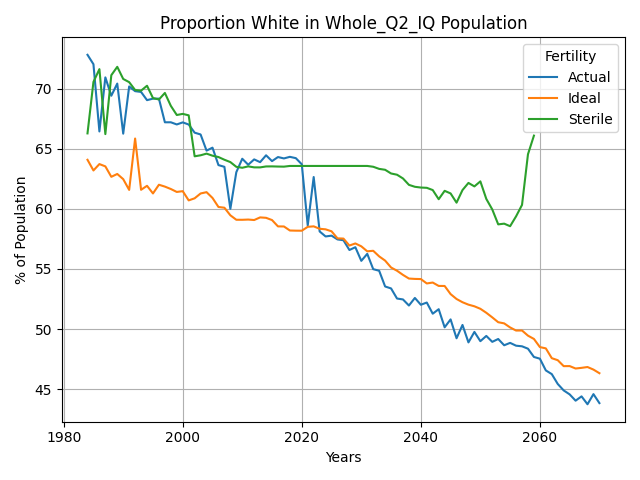 Proportion White in Whole_Q2_IQ Population
Fertility
Actual
Ideal
Sterile
% of Population
70
65
60
55
50
45
1980
2000
2020
2040
2060
Years